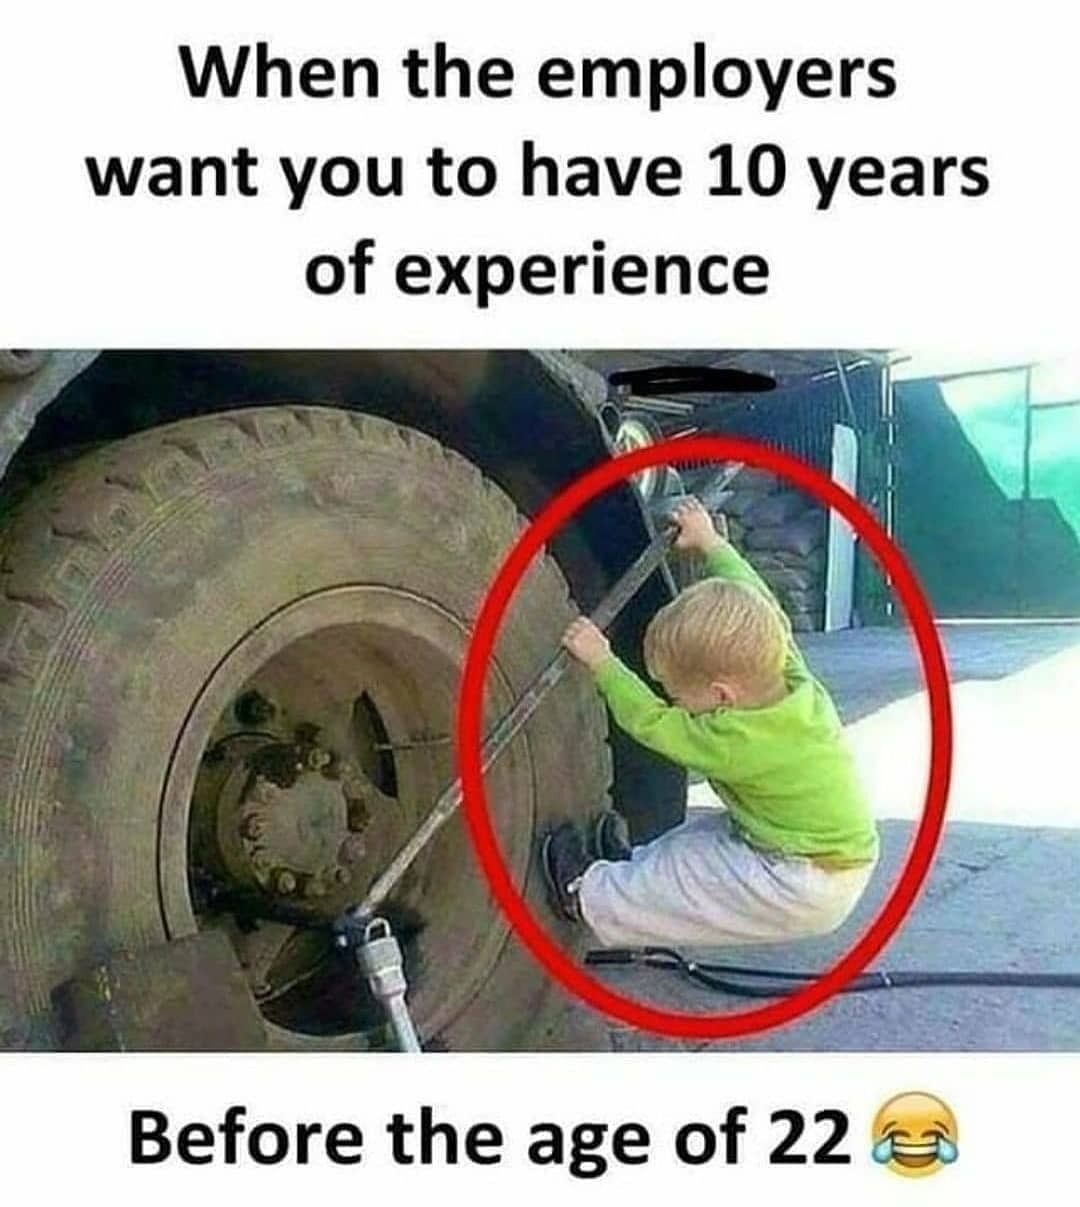 When the employers
want you to have 10 years
of experience
Before the age of 22 😂